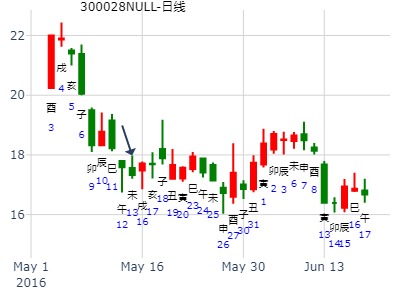 300028NULL-日线
22
20
18
16
酉
3
戌
4
亥
5
子
6
卯
9
辰
10
巳
11
午
12
未
13
戌
16
亥
17
子
18
丑
19
寅
20
巳
23
午
24
未
25
申
26
酉
27
子
30
丑
31
寅
1
卯
2
辰
3
未
6
申
7
酉
8
寅
13
卯
14
辰
15
巳
16
午
17
May 1
2016
May 16
May 30
Jun 13